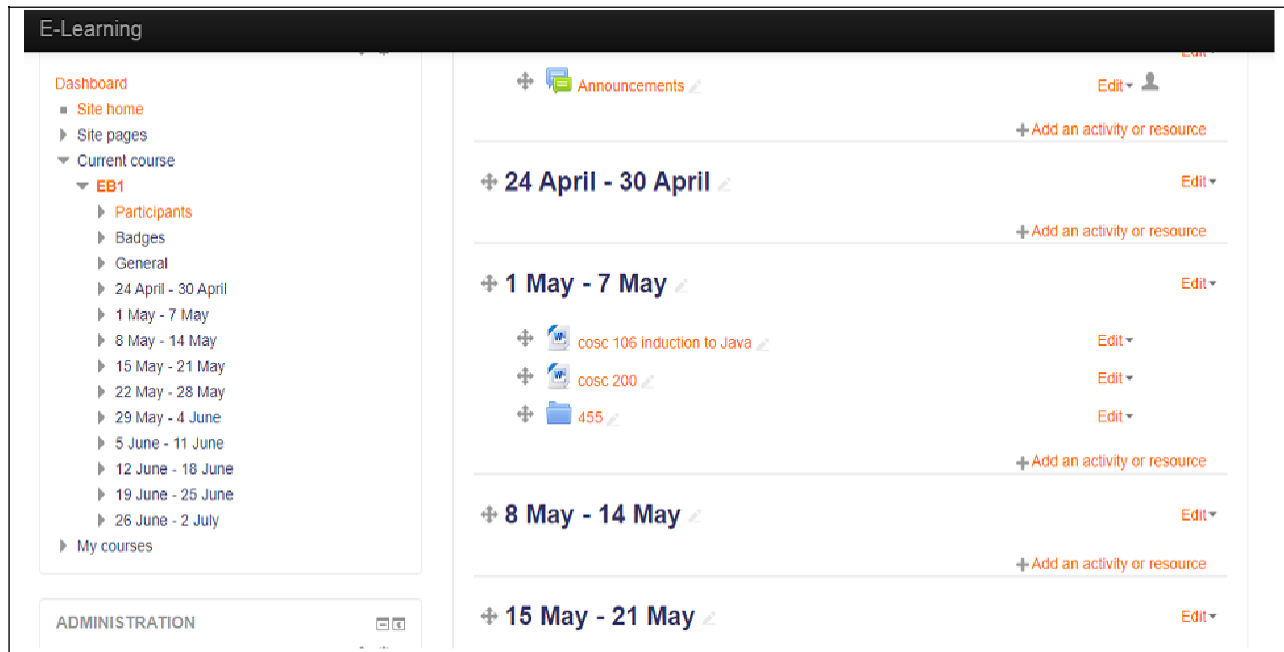 E-Learning
Dashboard
Site home
Site pages
Current course
EB1
Participants
Badges
General
24 April - 30 April
1 May - 7 May
8 May - 14 May
15 May - 21 May
22 May - 28 May
29 May - 4 June
5 June - 11 June
12 June - 18 June
19 June - 25 June
26 June - 2 July
My courses
ADMINISTRATION
Announcements Edit
Add an activity or resource
24 April - 30 April Edit
Add an activity or resource
1 May - 7 May Edit
cosc 106 induction to Java Edit
cosc 200 Edit
455 Edit
Add an activity or resource
8 May - 14 May Edit
Add an activity or resource
15 May - 21 May Edit